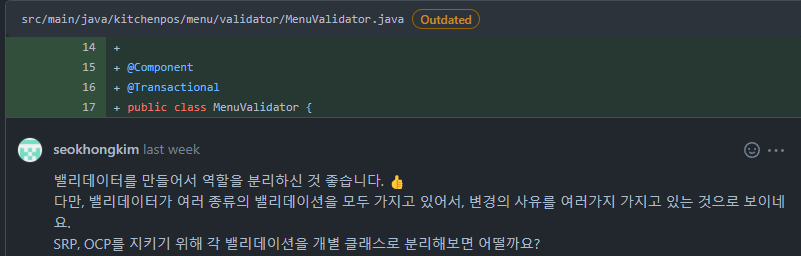 src/main/java/kitchenpos/menu/validator/MenuValidator.java Outdated
14 +
15 + @Component
16 + @Transactional
17 + public class MenuValidator {
seokhongkim last week
밸리데이터를 만들어서 역할을 분리하신 것 좋습니다. 👍
다만, 밸리데이터가 여러 종류의 밸리데이션을 모두 가지고 있어서, 변경의 사유를 여러가지 가지고 있는 것으로 보이네
요.
SRP, OCP를 지키기 위해 각 밸리데이션을 개별 클래스로 분리해보면 어떨까요?